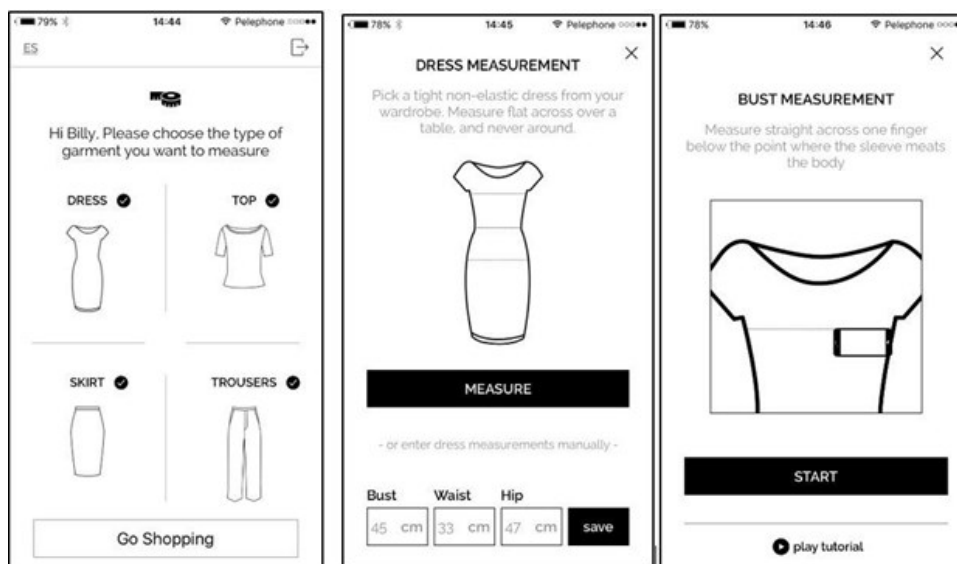 79% 14:44 Pelephone
ES
Hi Billy, Please choose the type of
garment you want to measure
DRESS TOP
SKIRT TROUSERS
Go Shopping
78% 14:45 Pelephone
DRESS MEASUREMENT
Pick a tight non-elastic dress from your
wardrobe. Measure flat across over a
table, and never around.
MEASURE
- or enter dress measurements manually -
Bust Waist Hip
45 cm 33 cm 47 cm save
78% 14:46 Pelephone
BUST MEASUREMENT
Measure straight across one finger
below the point where the sleeve meats
the body
START
play tutorial